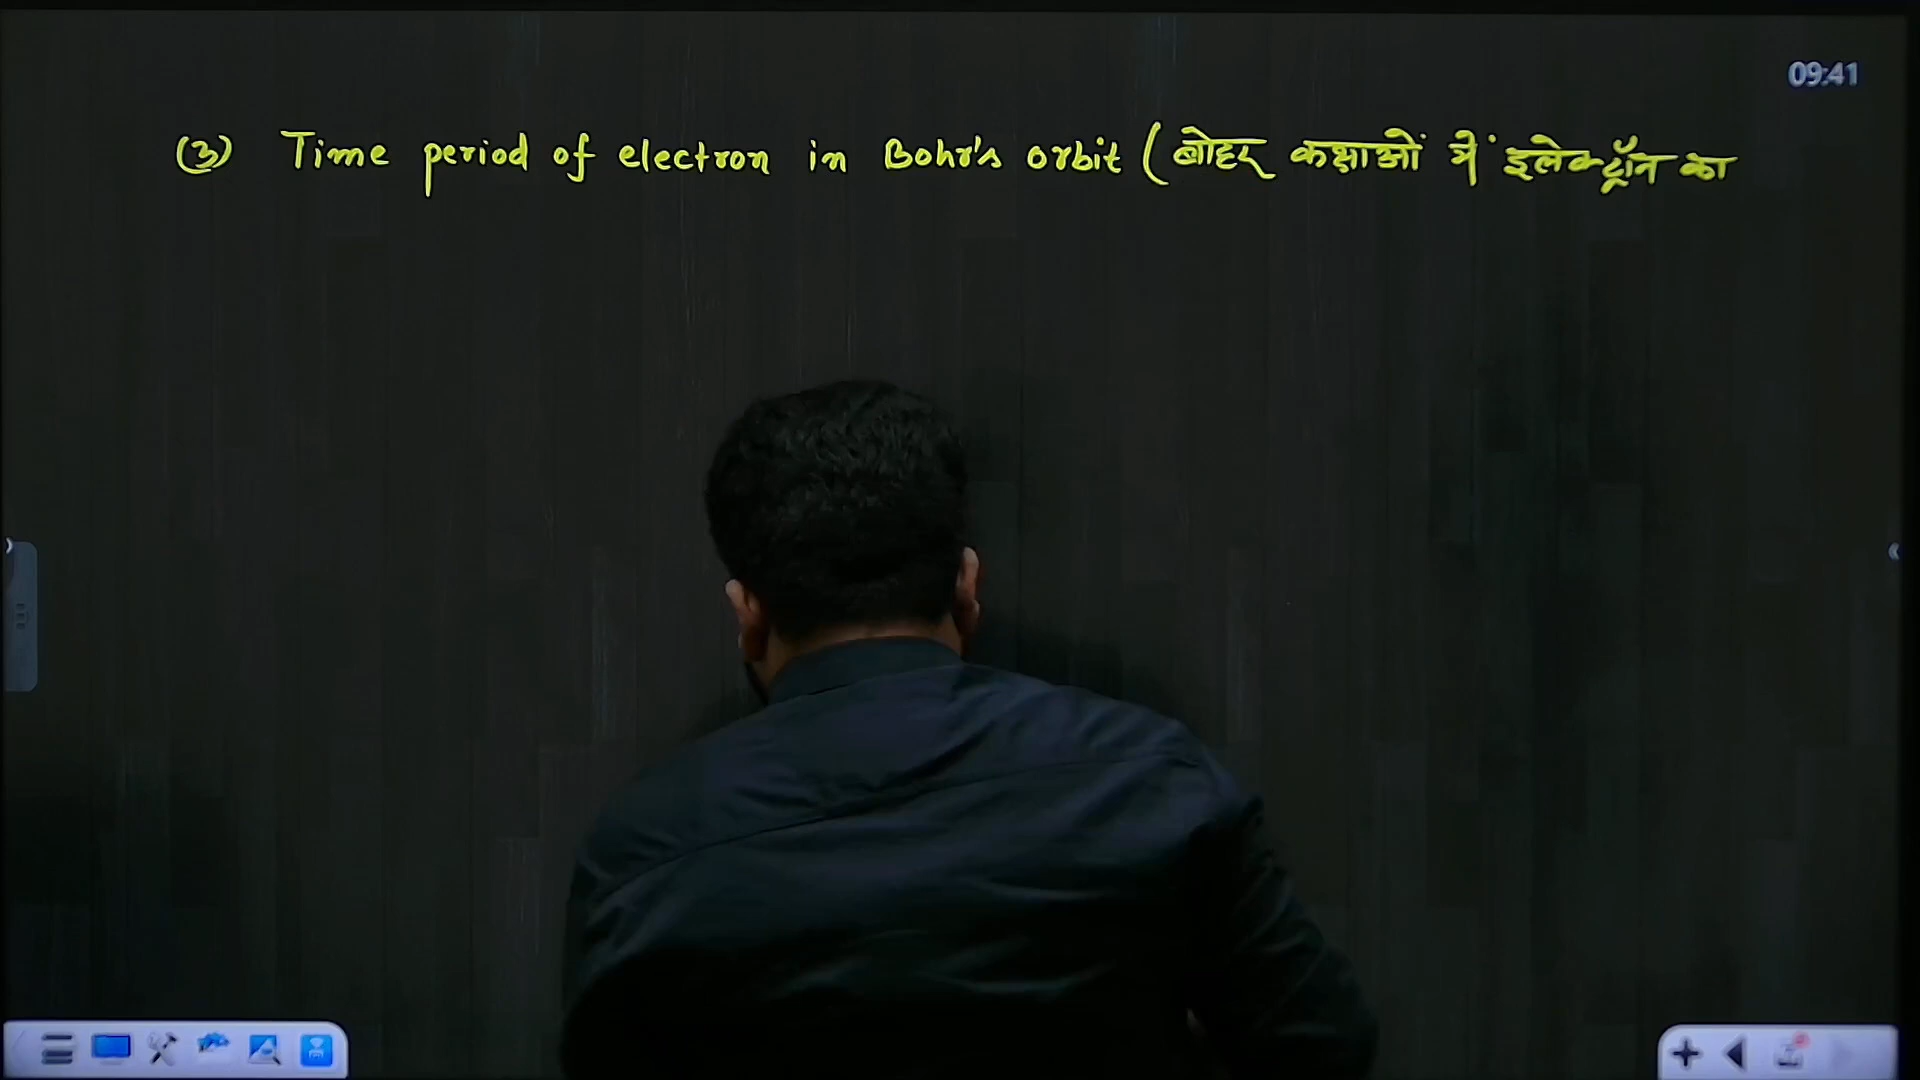 09:41
(3) Time period of electron in Bohr's orbit (बोहर कक्षाओं में इलेक्ट्रॉन का